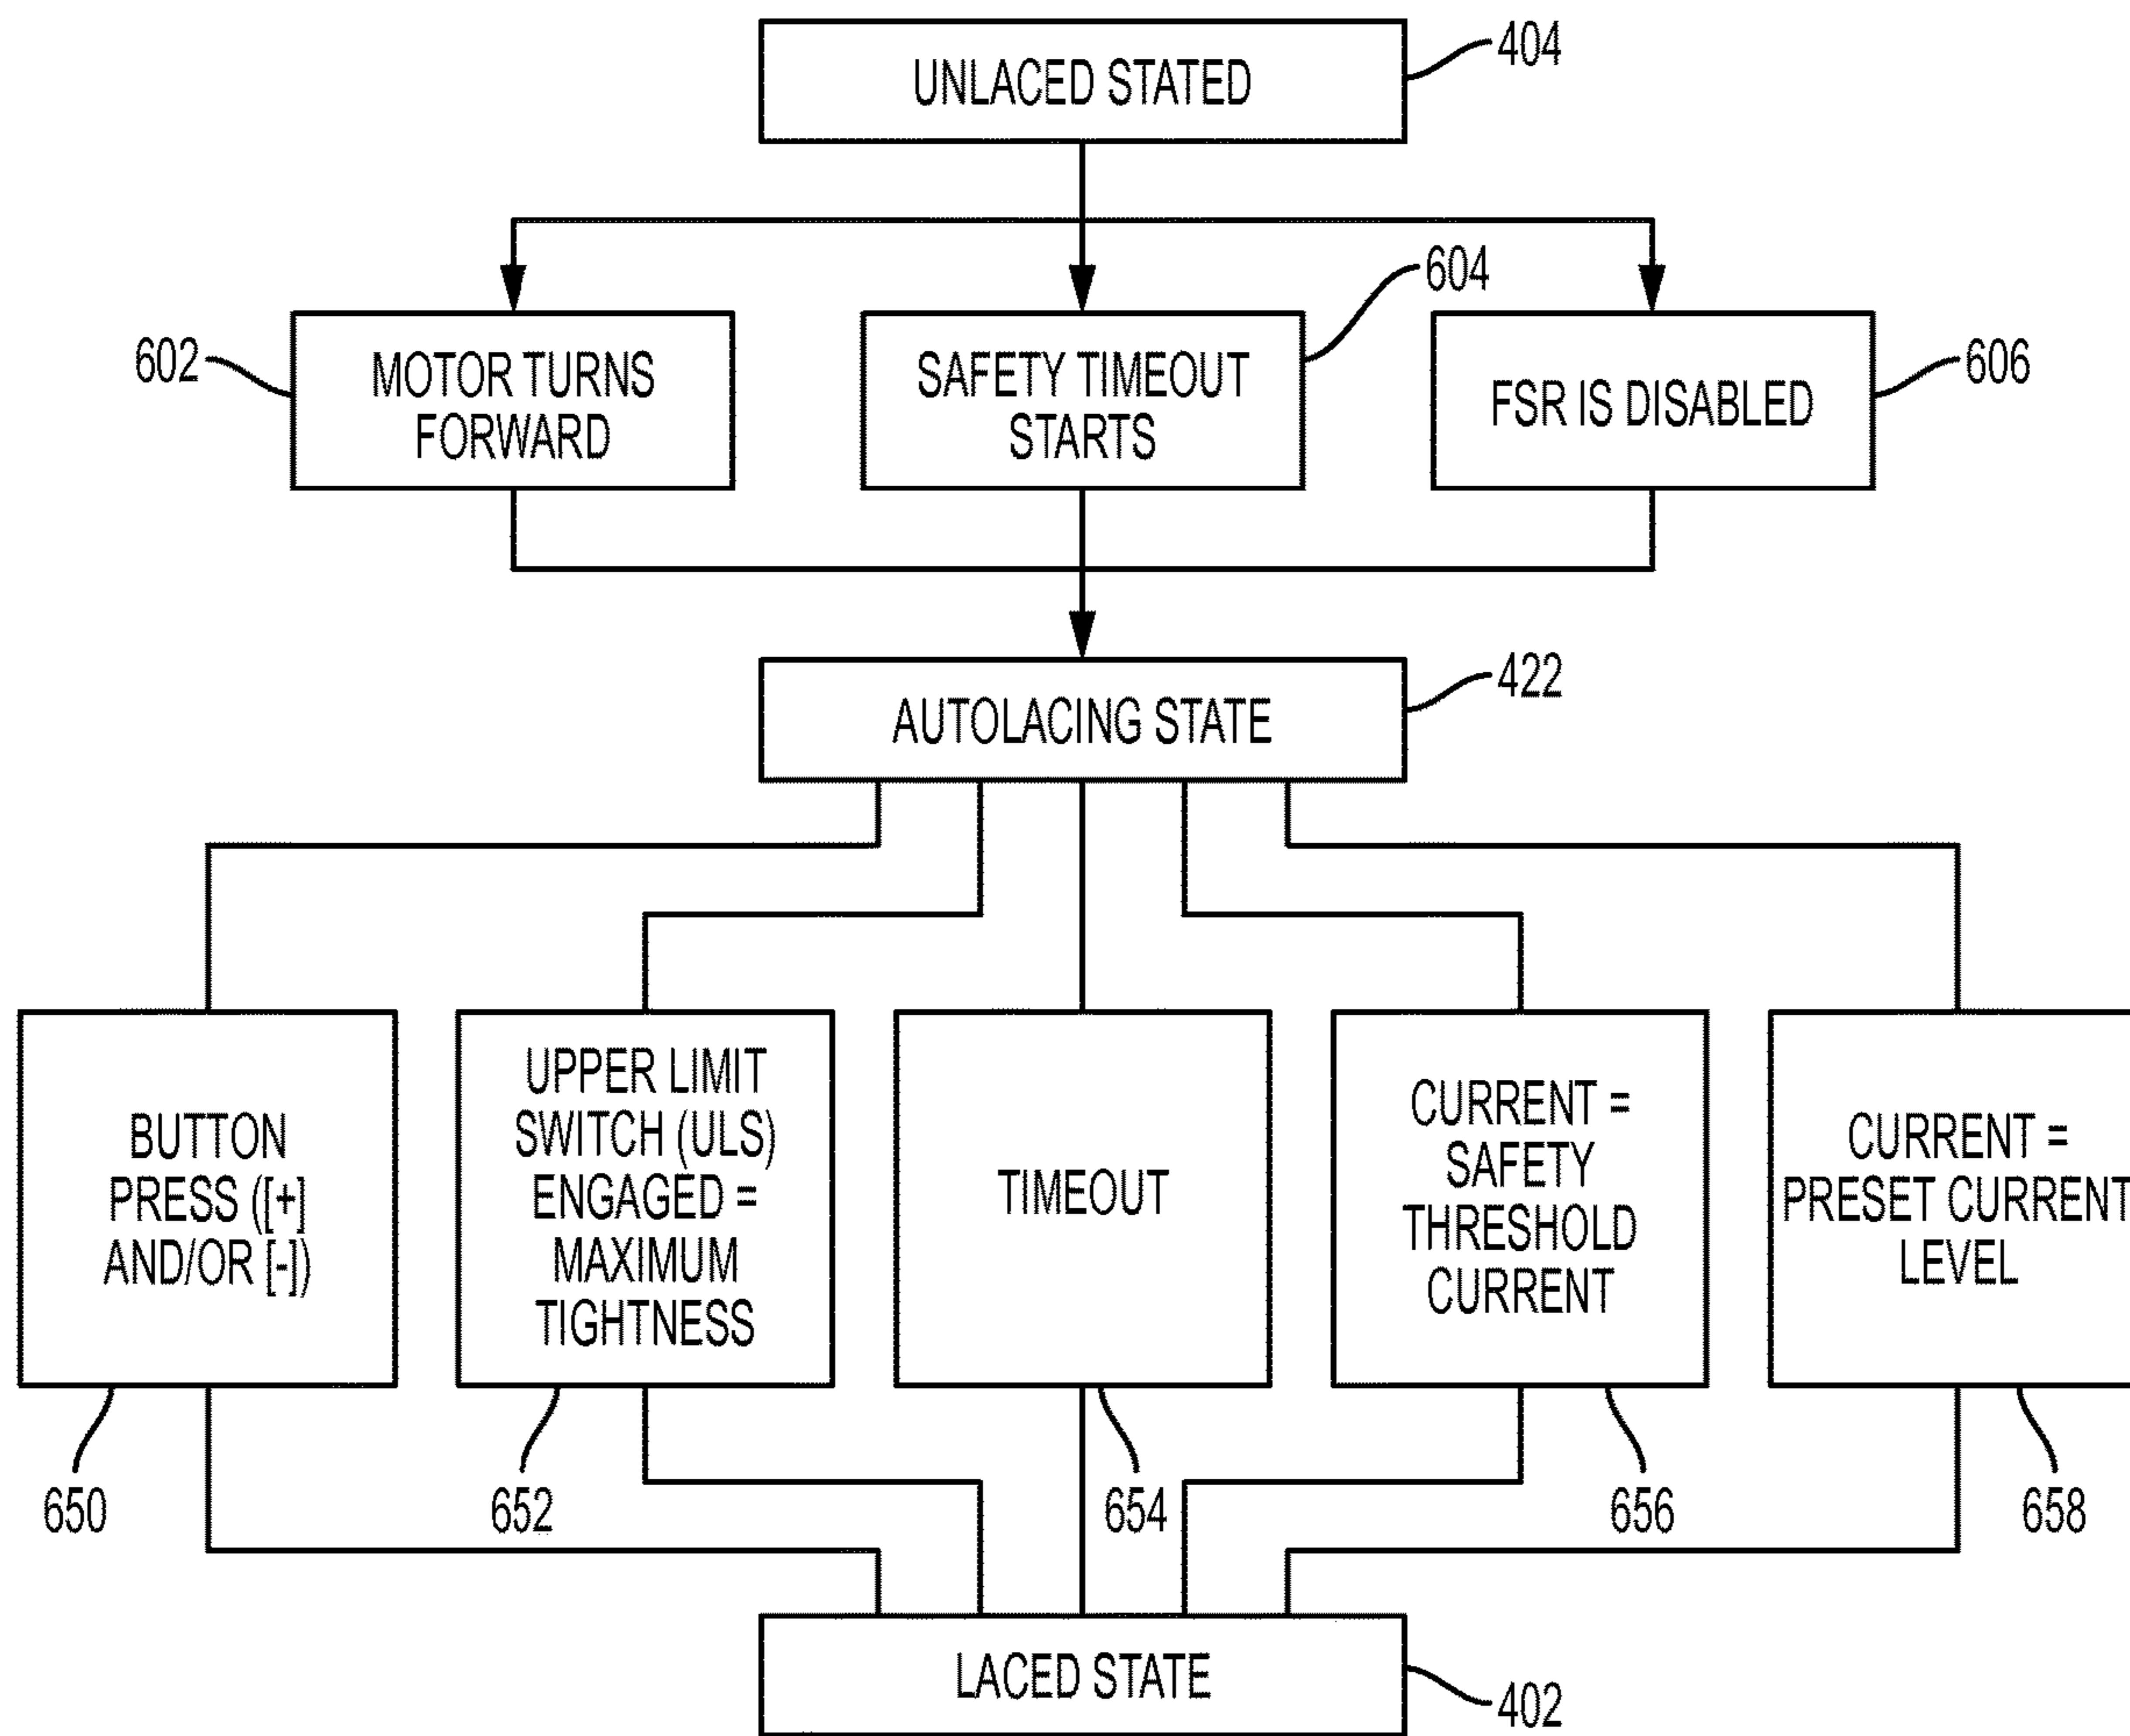 UNLACED STATED
404
602
MOTOR TURNS
FORWARD
SAFETY TIMEOUT
STARTS
604
FSR IS DISABLED
606
AUTOLACING STATE
422
BUTTON
PRESS ([+]
AND/OR [-])
UPPER LIMIT
SWITCH (ULS)
ENGAGED =
MAXIMUM
TIGHTNESS
TIMEOUT
CURRENT =
SAFETY
THRESHOLD
CURRENT
CURRENT =
PRESET CURRENT
LEVEL
650
652
654
656
658
LACED STATE
402